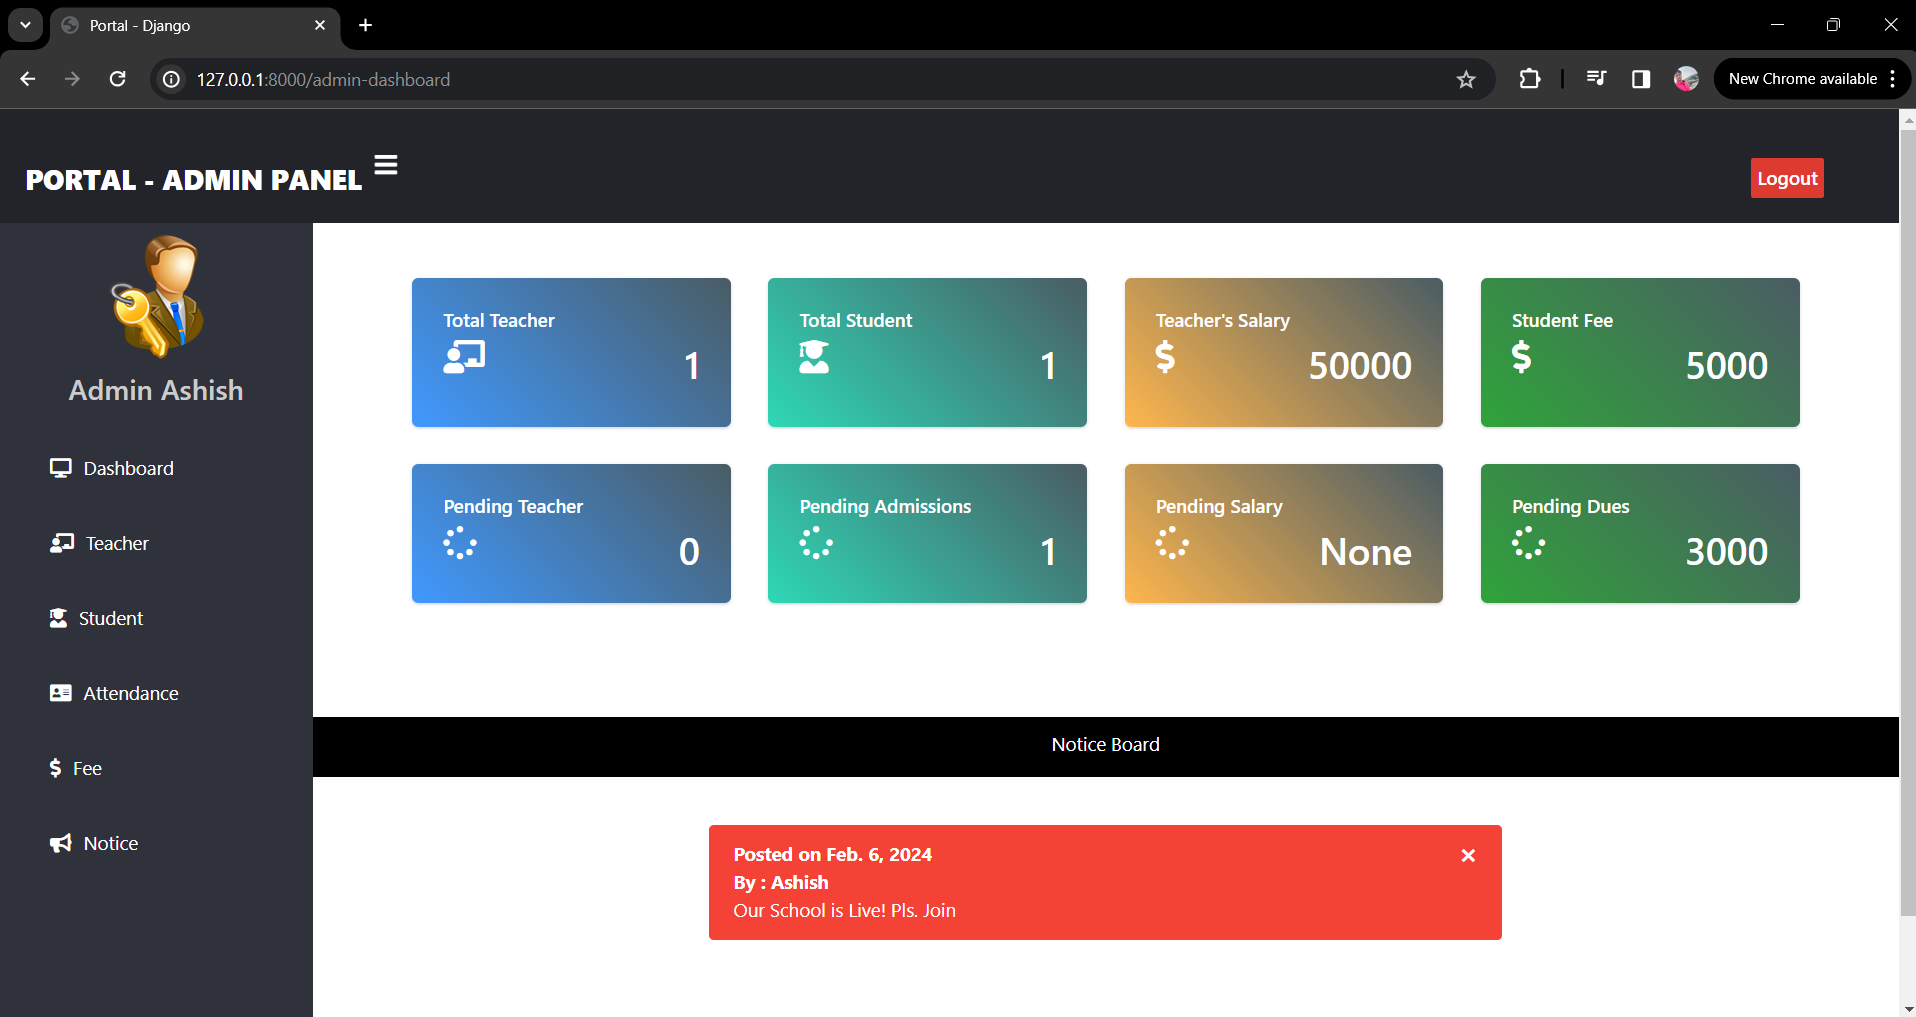 Portal - Django
127.0.0.1:8000/admin-dashboard
New Chrome available
PORTAL - ADMIN PANEL
Logout
Admin Ashish
Dashboard
Teacher
Student
Attendance
Fee
Notice
Total Teacher
1
Total Student
1
Teacher's Salary
$
50000
Student Fee
$
5000
Pending Teacher
0
Pending Admissions
1
Pending Salary
None
Pending Dues
3000
Notice Board
Posted on Feb. 6, 2024
By : Ashish
Our School is Live! Pls. Join